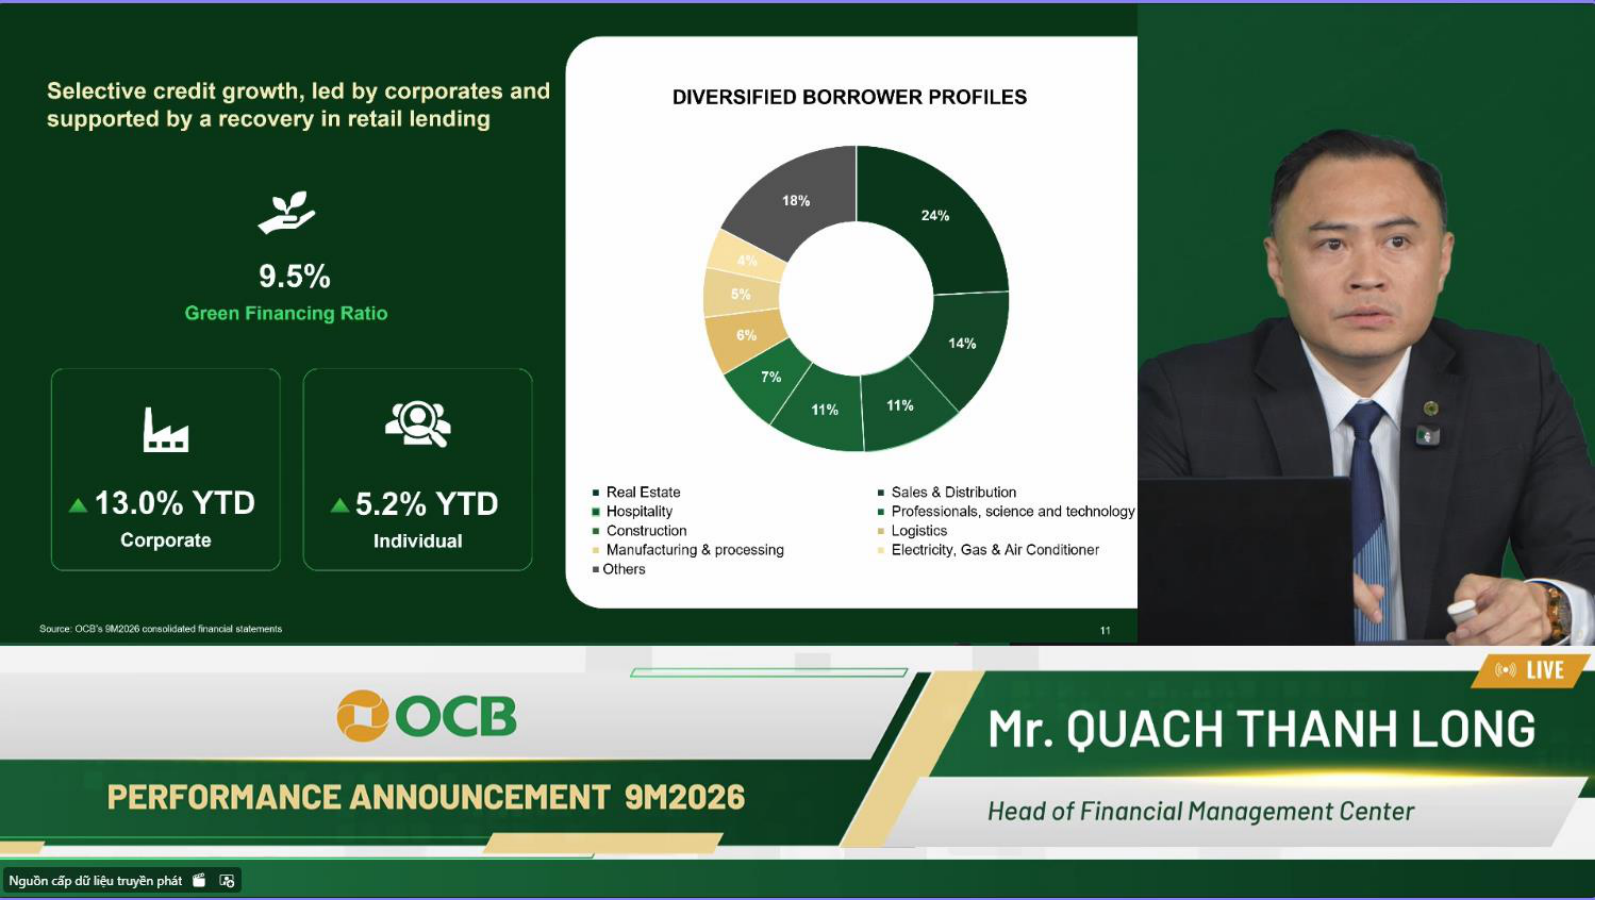 Selective credit growth, led by corporates and
supported by a recovery in retail lending
9.5%
Green Financing Ratio
13.0% YTD
Corporate
5.2% YTD
Individual
DIVERSIFIED BORROWER PROFILES
18%
24%
4%
5%
14%
6%
7%
11%
11%
Real Estate
Sales & Distribution
Hospitality
Professionals, science and technology
Construction
Logistics
Manufacturing & processing
Electricity, Gas & Air Conditioner
Others
Source: OCB's 9M2026 consolidated financial statements
11
LIVE
OCB
Mr. QUACH THANH LONG
PERFORMANCE ANNOUNCEMENT 9M2026
Head of Financial Management Center
Nguồn cấp dữ liệu truyền phát